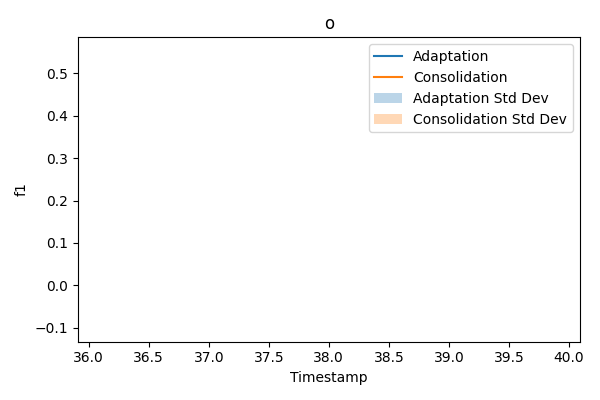 o
Adaptation
Consolidation
Adaptation Std Dev
Consolidation Std Dev
f1
0.5
0.4
0.3
0.2
0.1
0.0
−0.1
36.0 36.5 37.0 37.5 38.0 38.5 39.0 39.5 40.0
Timestamp